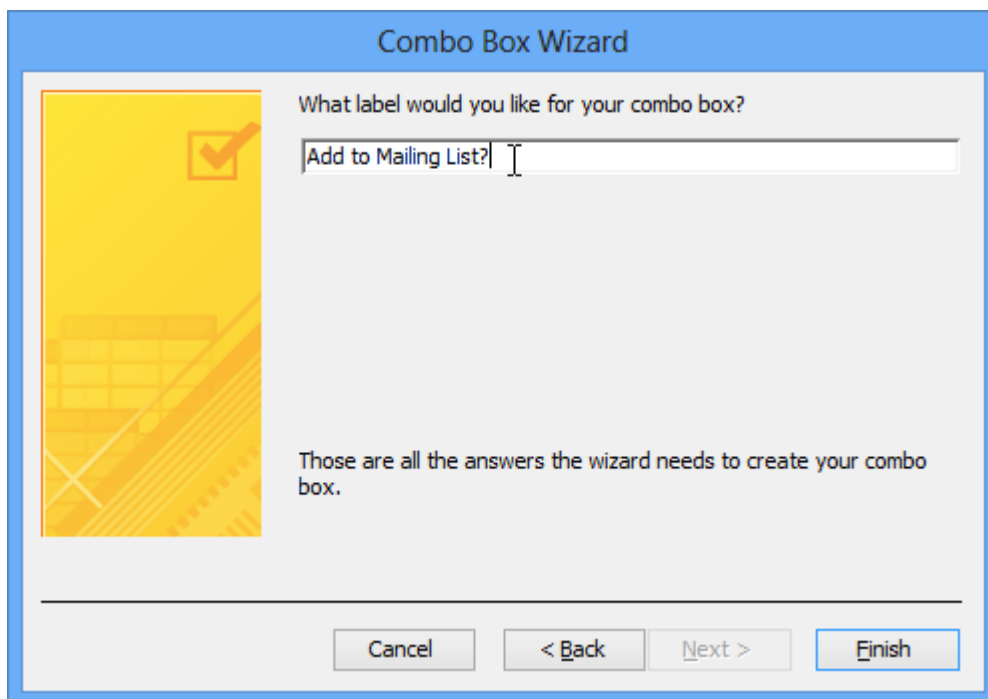 Combo Box Wizard
What label would you like for your combo box?
Add to Mailing List?
Those are all the answers the wizard needs to create your combo
box.
Cancel
< Back
Next >
Finish